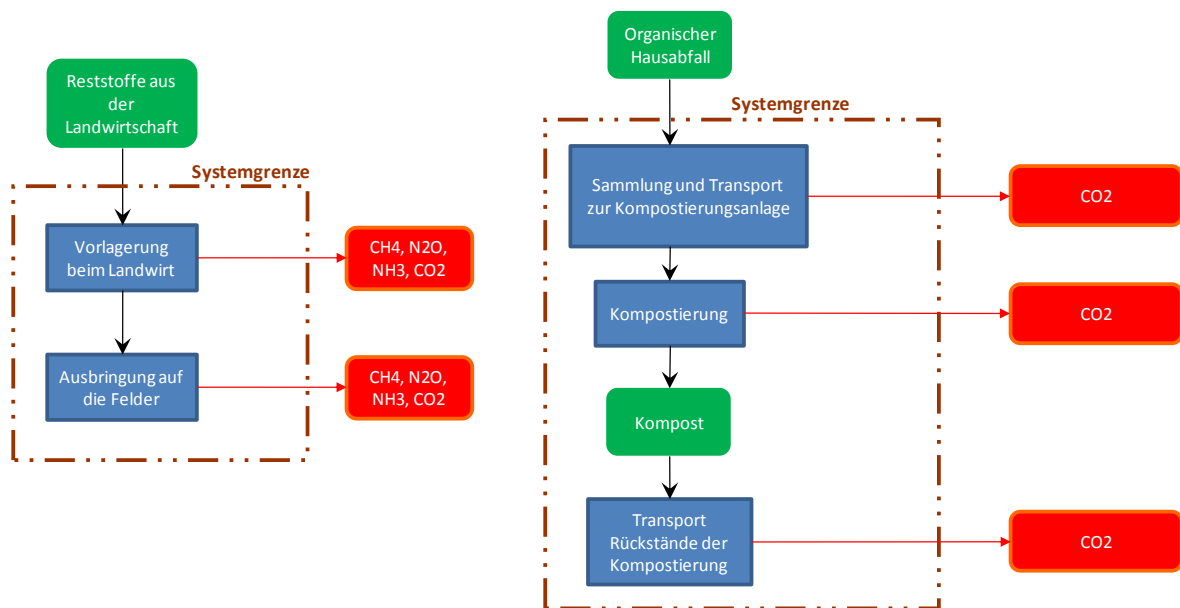 Reststoffe aus
der
Landwirtschaft
Systemgrenze
Vorlagerung
beim Landwirt
CH4, N2O,
NH3, CO2
Ausbringung auf
die Felder
CH4, N2O,
NH3, CO2
Organischer
Hausabfall
Systemgrenze
Sammlung und Transport
zur Kompostierungsanlage
CO2
Kompostierung
CO2
Kompost
Transport
Rückstände der
Kompostierung
CO2